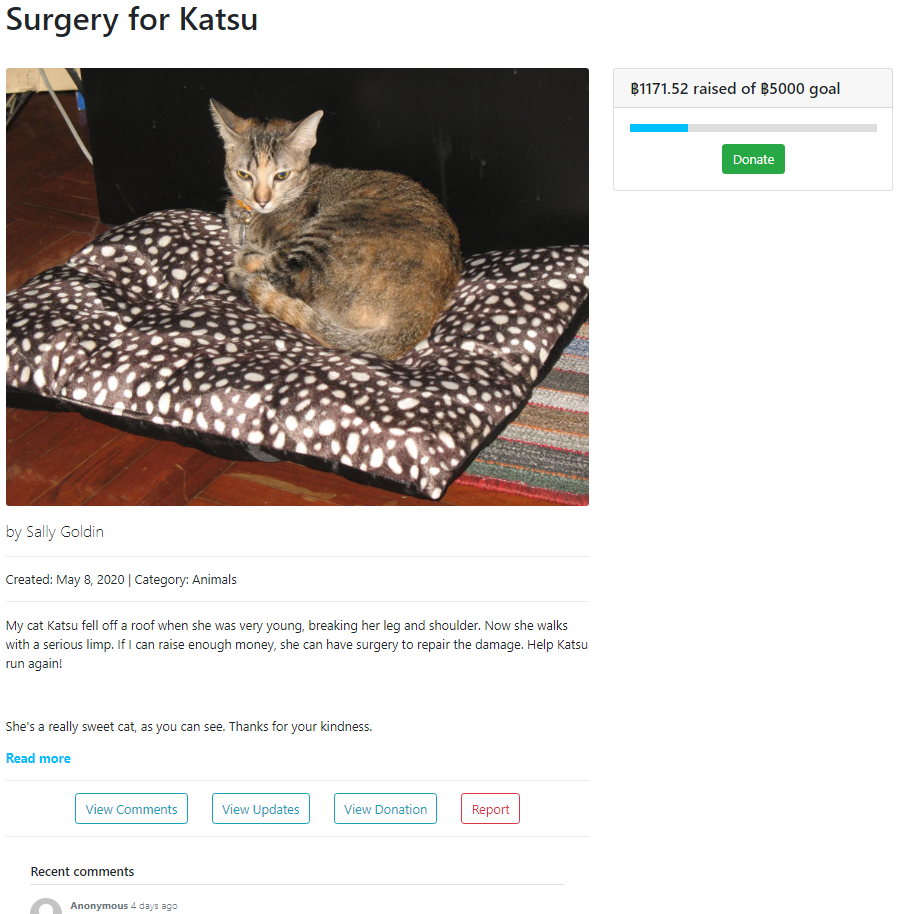 Surgery for Katsu
฿1171.52 raised of ฿5000 goal
Donate
by Sally Goldin
Created: May 8, 2020 | Category: Animals
My cat Katsu fell off a roof when she was very young, breaking her leg and shoulder. Now she walks
with a serious limp. If I can raise enough money, she can have surgery to repair the damage. Help Katsu
run again!
She's a really sweet cat, as you can see. Thanks for your kindness.
Read more
View Comments View Updates View Donation Report
Recent comments
Anonymous 4 days ago